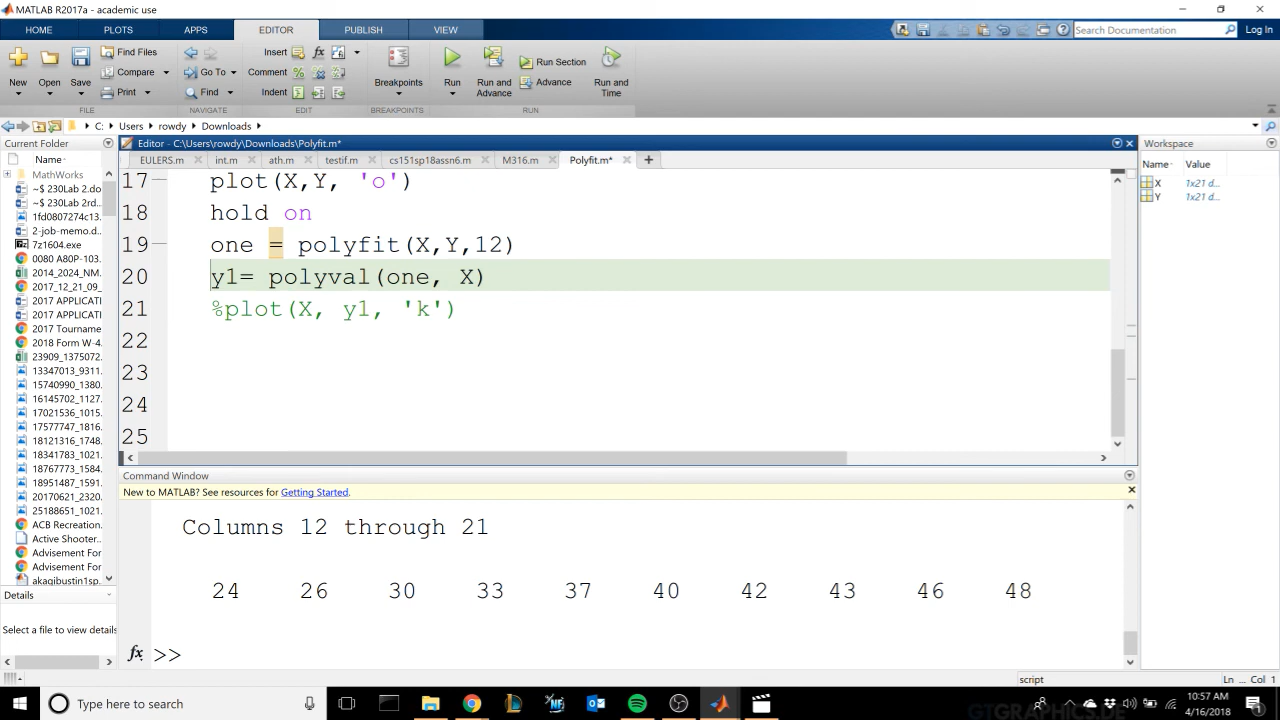 MATLAB R2017a - academic use
HOME PLOTS APPS EDITOR PUBLISH VIEW
Search Documentation
Log In
New
Open
Save
Find Files
Compare
Print
FILE
Go To
Find
NAVIGATE
Insert
fx
Comment
Indent
EDIT
Breakpoints
BREAKPOINTS
Run
Run and Advance
Run Section
Advance
Run and Time
RUN
C: Users rowdy Downloads
Current Folder
Name
MathWorks
~$ 230Lab 2.do
~$ 230Lab 2rd.
1fd0807274c13.
2-job-memo.d
7z1604.exe
0080 A80P-103.
2014_2024_NM.
2017_12_21_09_
2017 APPLICATI
2017 APPLICATI
2017 APPLICATI
2017 Tourname
2018 Form W-4.
23909_1375072.
13347013_9311.
15740990_1380.
16145702_1127.
17021536_1015.
17577747_1816.
18121316_1748.
18341783_1021.
18767773_1584.
18951487_1591.
20170621_2320.
25188651_1021.
ACB Recreation.
Active Shooter.
Advisement For
Advisement For
akagibustin1sp.
Details
Select a file to view details
Editor - C:\Users\rowdy\Downloads\Polyfit.m*
EULERS.m int.m ath.m testif.m cs151sp18assn6.m M316.m Polyfit.m*
17 plot(X,Y, 'o')
18 hold on
19 one = polyfit(X,Y,12)
20 y1= polyval(one, X)
21 %plot(X, y1, 'k')
22
23
24
25
Command Window
New to MATLAB? See resources for Getting Started.
Columns 12 through 21
24 26 30 33 37 40 42 43 46 48
fx >>
Workspace
Name Value
X 1x21 d...
Y 1x21 d...
script
Ln ... Col 1
Type here to search
10:57 AM
4/16/2018
GTGRAPHICS.DE